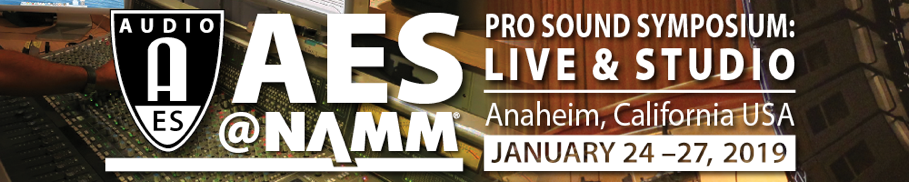 AUDIO
A
ES
AES
@NAMM®
PRO SOUND SYMPOSIUM:
LIVE & STUDIO
Anaheim, California USA
JANUARY 24 –27, 2019